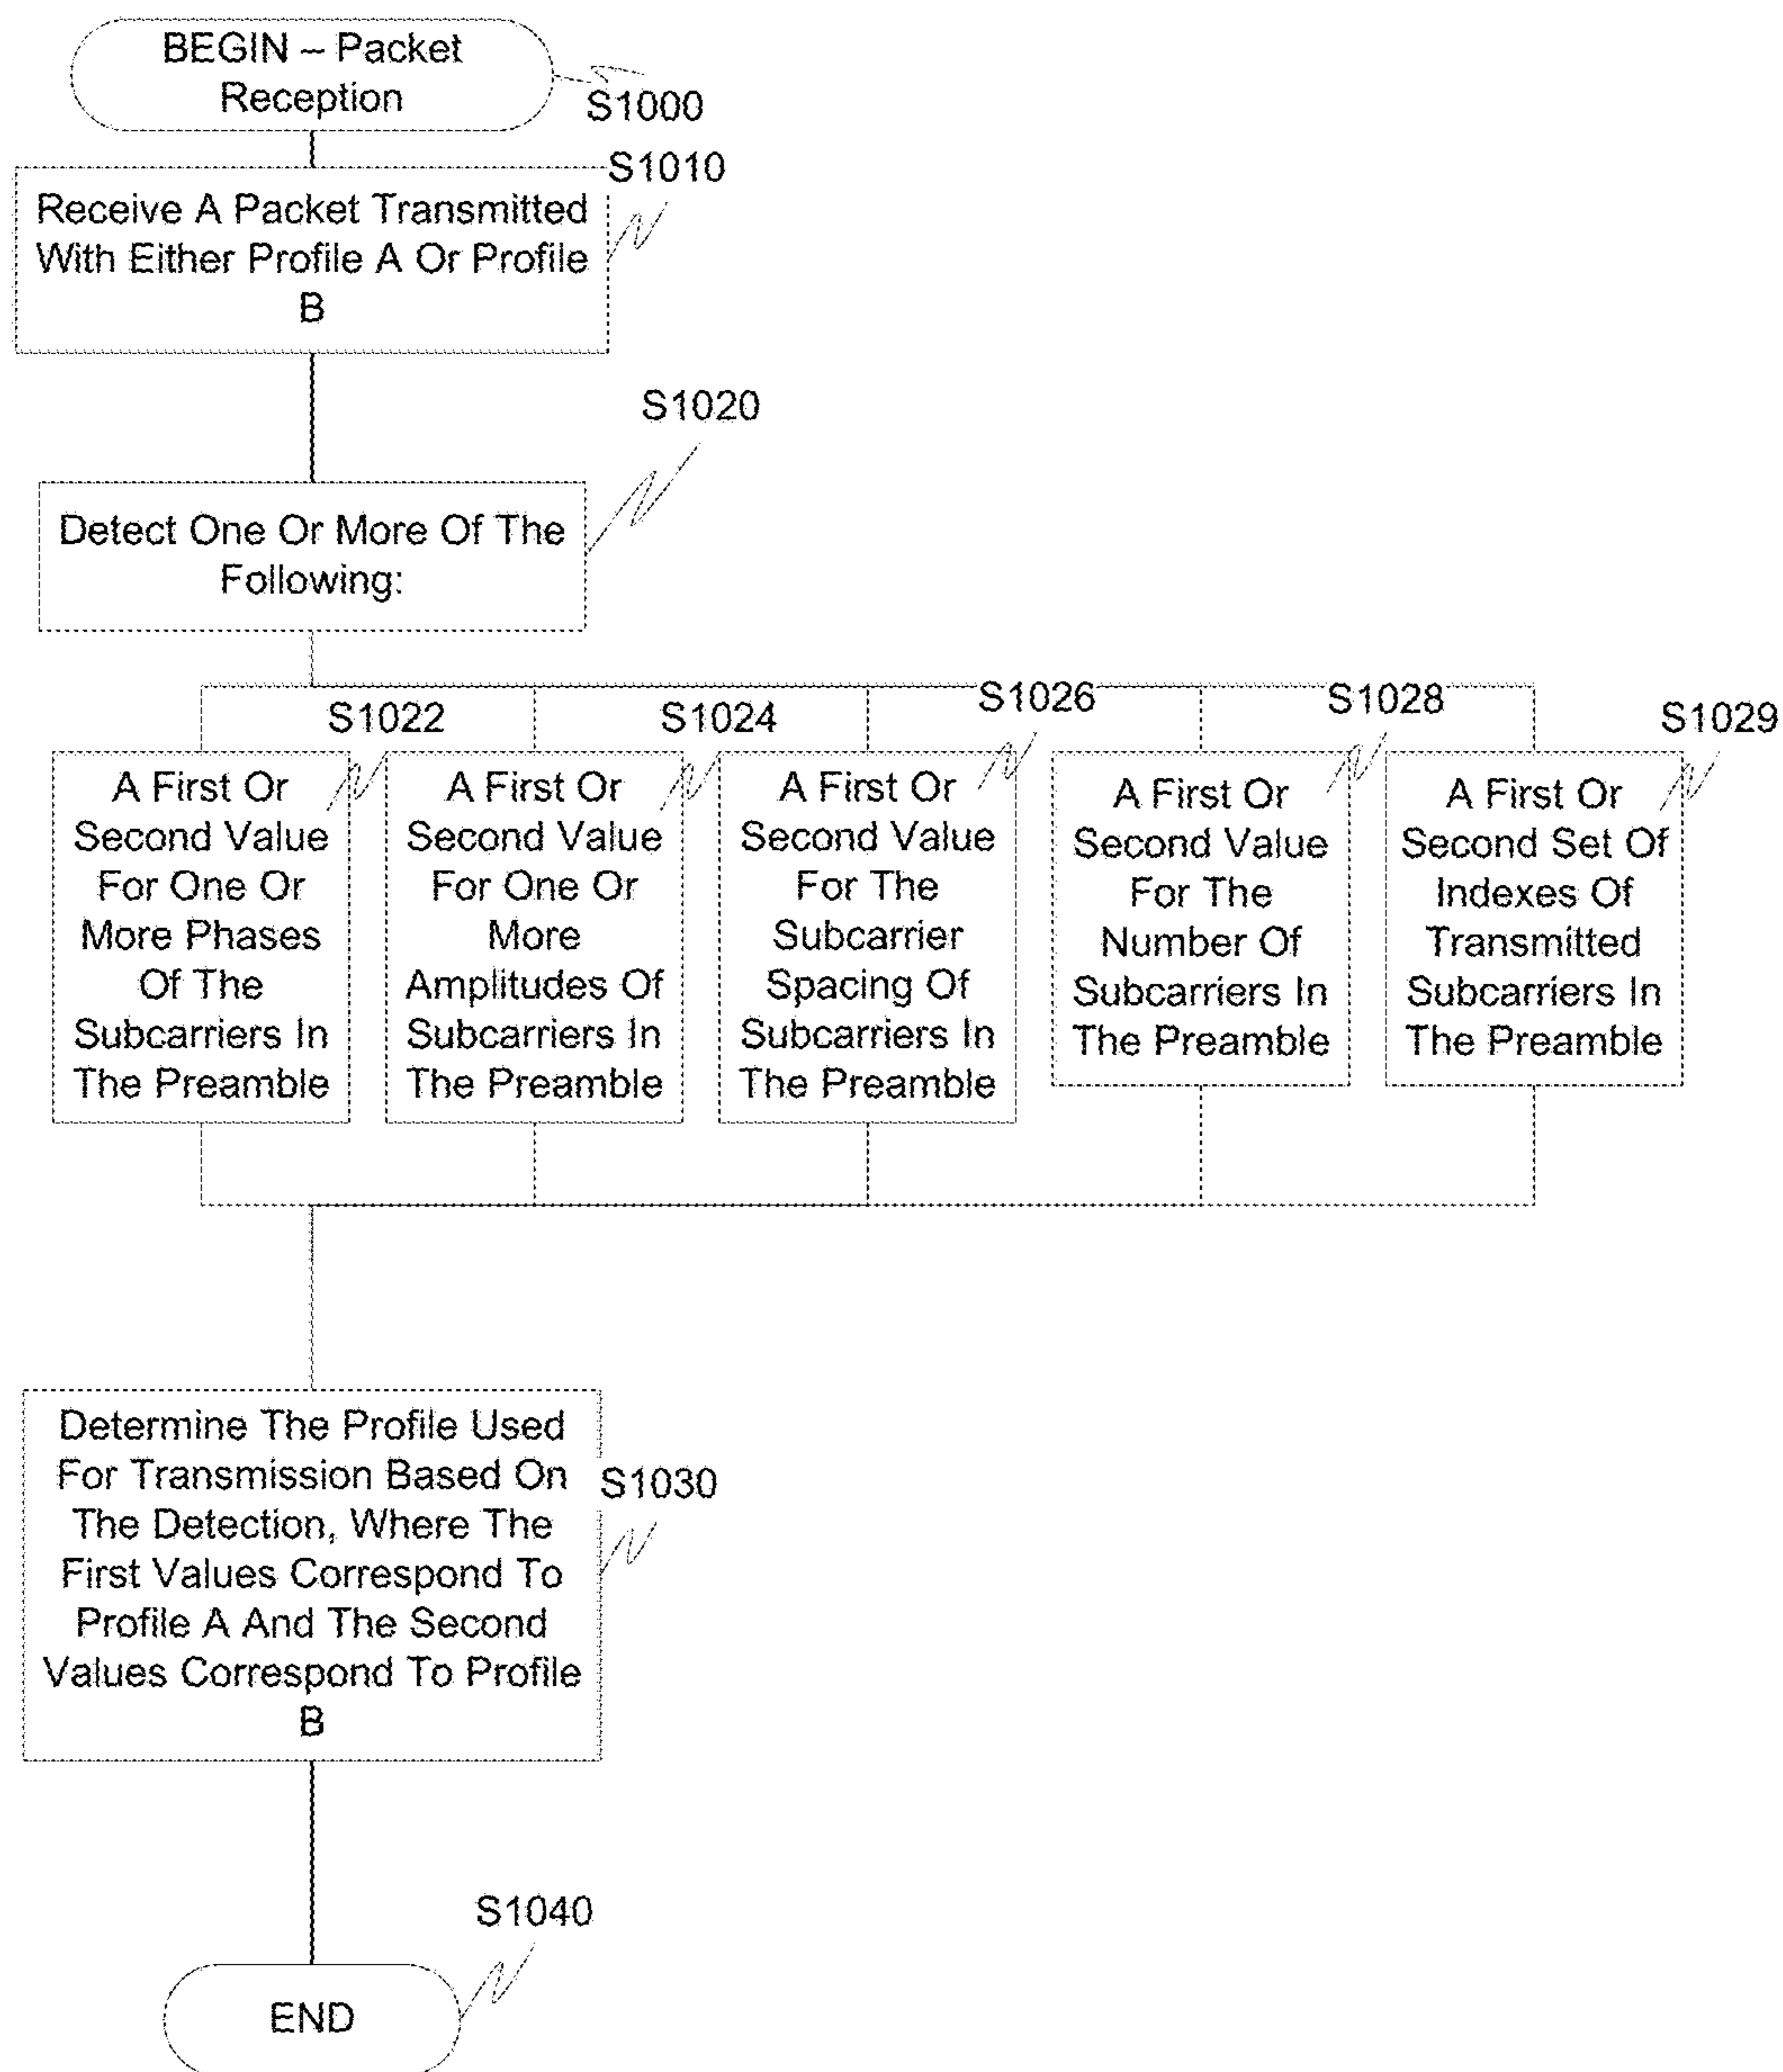 BEGIN – Packet
Reception
S1000
S1010
Receive A Packet Transmitted
With Either Profile A Or Profile
B
S1020
Detect One Or More Of The
Following:
S1022
A First Or
Second Value
For One Or
More Phases
Of The
Subcarriers In
The Preamble
S1024
A First Or
Second Value
For One Or
More
Amplitudes Of
Subcarriers In
The Preamble
S1026
A First Or
Second Value
For The
Subcarrier
Spacing Of
Subcarriers In
The Preamble
S1028
A First Or
Second Value
For The
Number Of
Subcarriers In
The Preamble
S1029
A First Or
Second Set Of
Indexes Of
Transmitted
Subcarriers In
The Preamble
Determine The Profile Used
For Transmission Based On
The Detection, Where The
First Values Correspond To
Profile A And The Second
Values Correspond To Profile
B
S1030
S1040
END